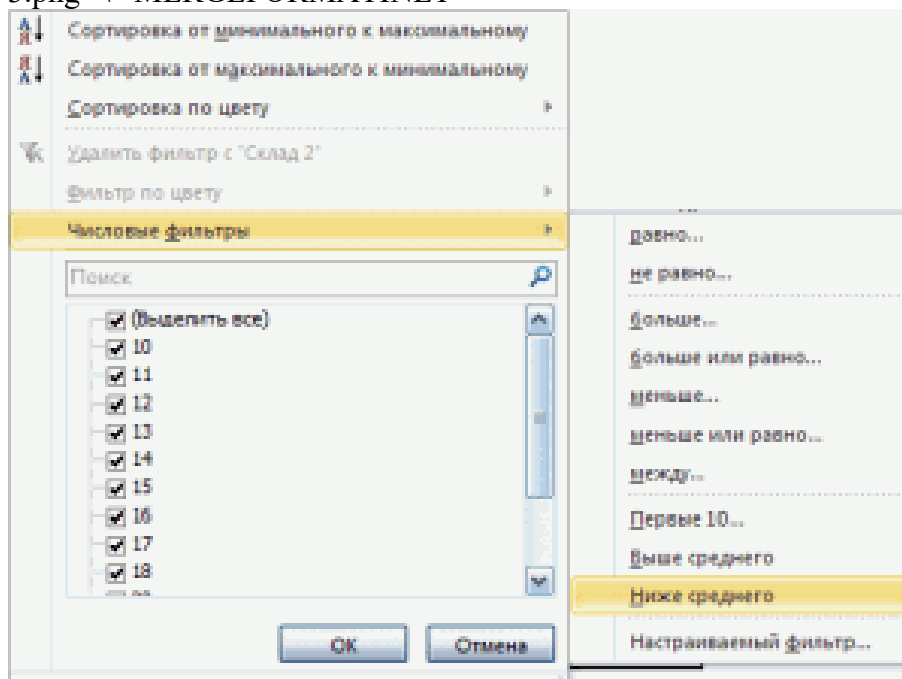 Сортировка от минимального к максимальному
Сортировка от максимального к минимальному
Сортировка по цвету
Удалить фильтр с "Склад 2"
Фильтр по цвету
Числовые фильтры
Поиск
(Выделить все)
10
11
12
13
14
15
16
17
18
ОК
Отмена
равно...
не равно...
больше...
больше или равно...
меньше...
меньше или равно...
между...
Первые 10...
Выше среднего
Ниже среднего
Настраиваемый фильтр...